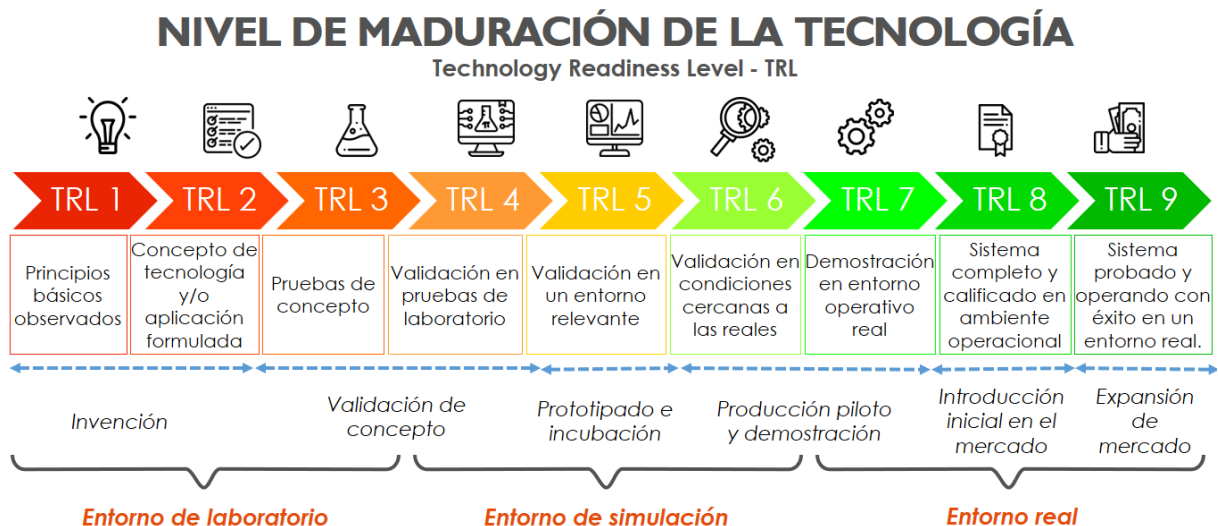 NIVEL DE MADURACIÓN DE LA TECNOLOGÍA
Technology Readiness Level - TRL
TRL 1
TRL 2
TRL 3
TRL 4
TRL 5
TRL 6
TRL 7
TRL 8
TRL 9
Principios
básicos
observados
Concepto de
tecnología
y/o
aplicación
formulada
Pruebas de
concepto
Validación en
pruebas de
laboratorio
Validación en
un entorno
relevante
Validación en
condiciones
cercanas a
las reales
Demostración
en entorno
operativo
real
Sistema
completo y
calificado en
ambiente
operacional
Sistema
probado y
operando con
éxito en un
entorno real.
Invención
Validación de
concepto
Prototipado e
incubación
Producción piloto
y demostración
Introducción
inicial en el
mercado
Expansión
de
mercado
Entorno de laboratorio
Entorno de simulación
Entorno real